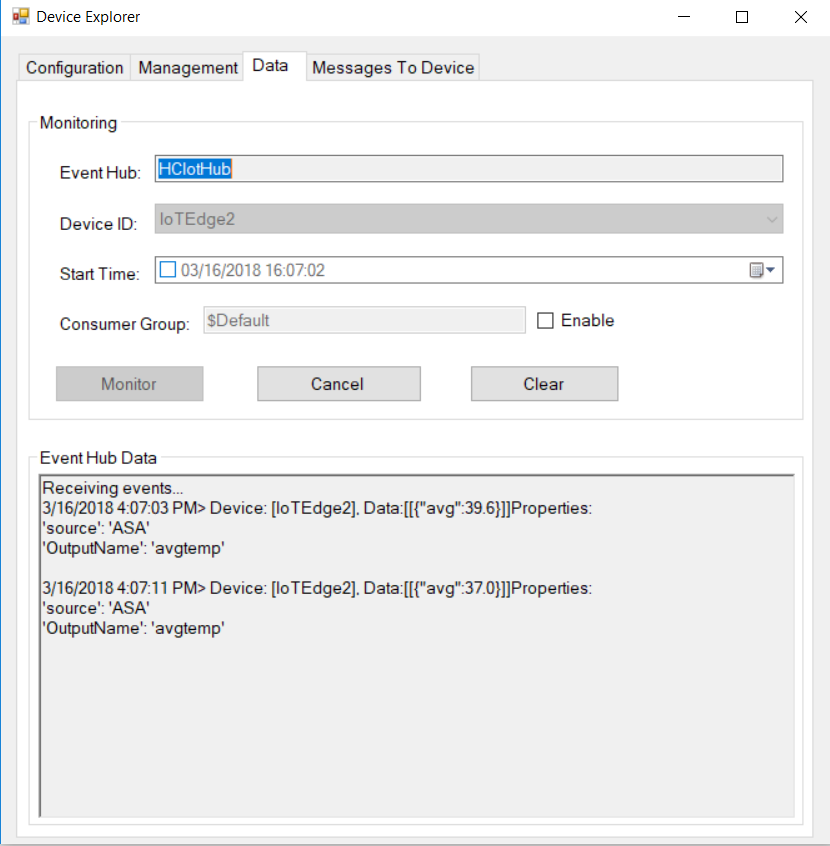 Device Explorer
Configuration Management Data Messages To Device
Monitoring
Event Hub: HCIotHub
Device ID: IoTEdge2
Start Time: 03/16/2018 16:07:02
Consumer Group: $Default Enable
Monitor Cancel Clear
Event Hub Data
Receiving events...
3/16/2018 4:07:03 PM> Device: [IoTEdge2], Data:[[{"avg":39.6}]]Properties:
'source': 'ASA'
'OutputName': 'avgtemp'
3/16/2018 4:07:11 PM> Device: [IoTEdge2], Data:[[{"avg":37.0}]]Properties:
'source': 'ASA'
'OutputName': 'avgtemp'